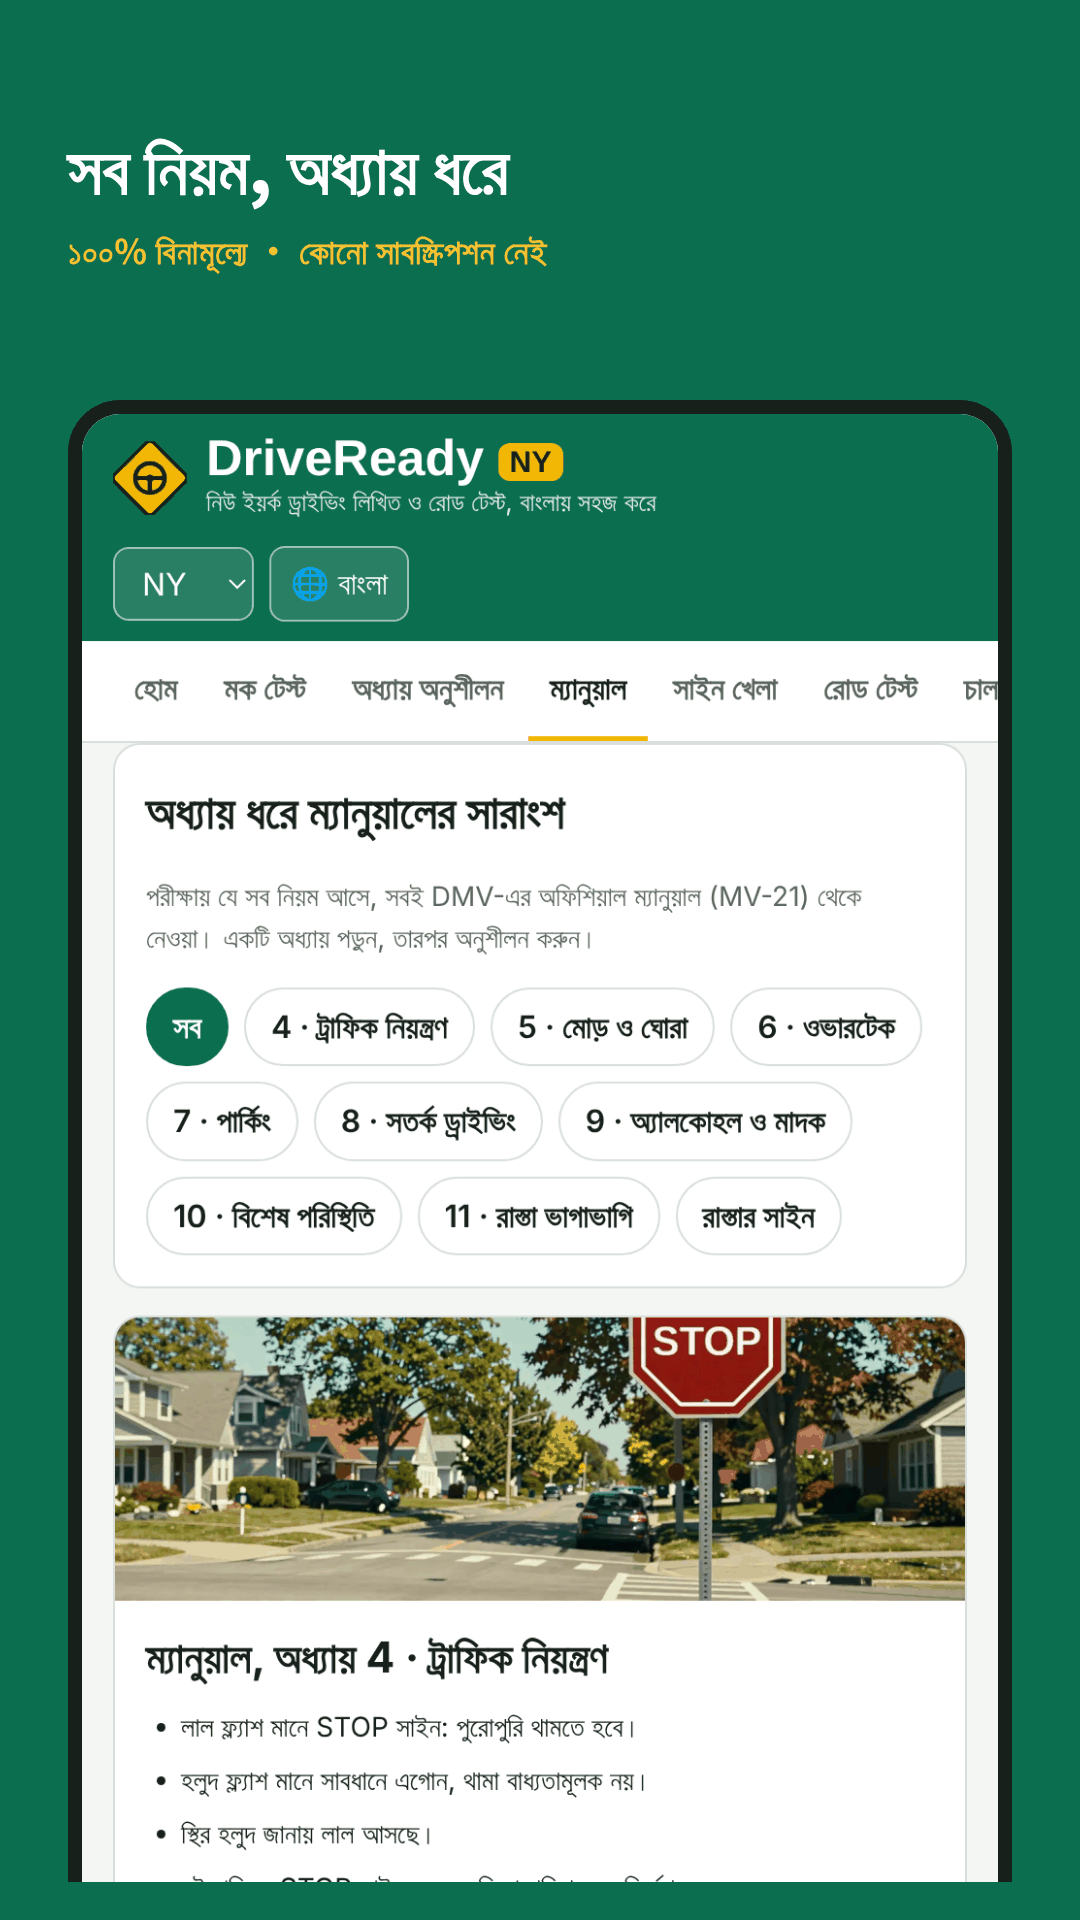 সব নিয়ম, অধ্যায় ধরে
১০০% বিনামূল্যে • কোনো সাবস্ক্রিপশন নেই
DriveReady NY
নিউ ইয়র্ক ড্রাইভিং লিখিত ও রোড টেস্ট, বাংলায় সহজ করে
NY বাংলা
হোম মক টেস্ট অধ্যায় অনুশীলন ম্যানুয়াল সাইন খেলা রোড টেস্ট
অধ্যায় ধরে ম্যানুয়ালের সারাংশ
পরীক্ষায় যে সব নিয়ম আসে, সবই DMV-এর অফিশিয়াল ম্যানুয়াল (MV-21) থেকে
নেওয়া। একটি অধ্যায় পড়ুন, তারপর অনুশীলন করুন।
সব 4 · ট্রাফিক নিয়ন্ত্রণ 5 · মোড় ও ঘোরা 6 · ওভারটেক
7 · পার্কিং 8 · সতর্ক ড্রাইভিং 9 · অ্যালকোহল ও মাদক
10 · বিশেষ পরিস্থিতি 11 · রাস্তা ভাগাভাগি রাস্তার সাইন
STOP
ম্যানুয়াল, অধ্যায় 4 · ট্রাফিক নিয়ন্ত্রণ
• লাল ফ্ল্যাশ মানে STOP সাইন: পুরোপুরি থামতে হবে।
• হলুদ ফ্ল্যাশ মানে সাবধানে এগোন, থামা বাধ্যতামূলক নয়।
• স্থির হলুদ জানায় লাল আসছে।